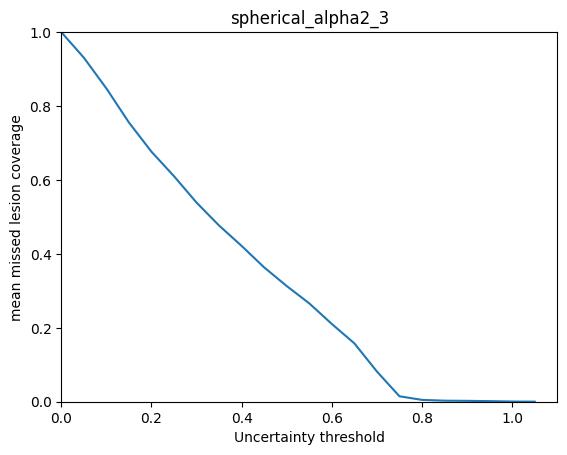 spherical_alpha2_3
mean missed lesion coverage
1.0
0.8
0.6
0.4
0.2
0.0
0.0 0.2 0.4 0.6 0.8 1.0
Uncertainty threshold